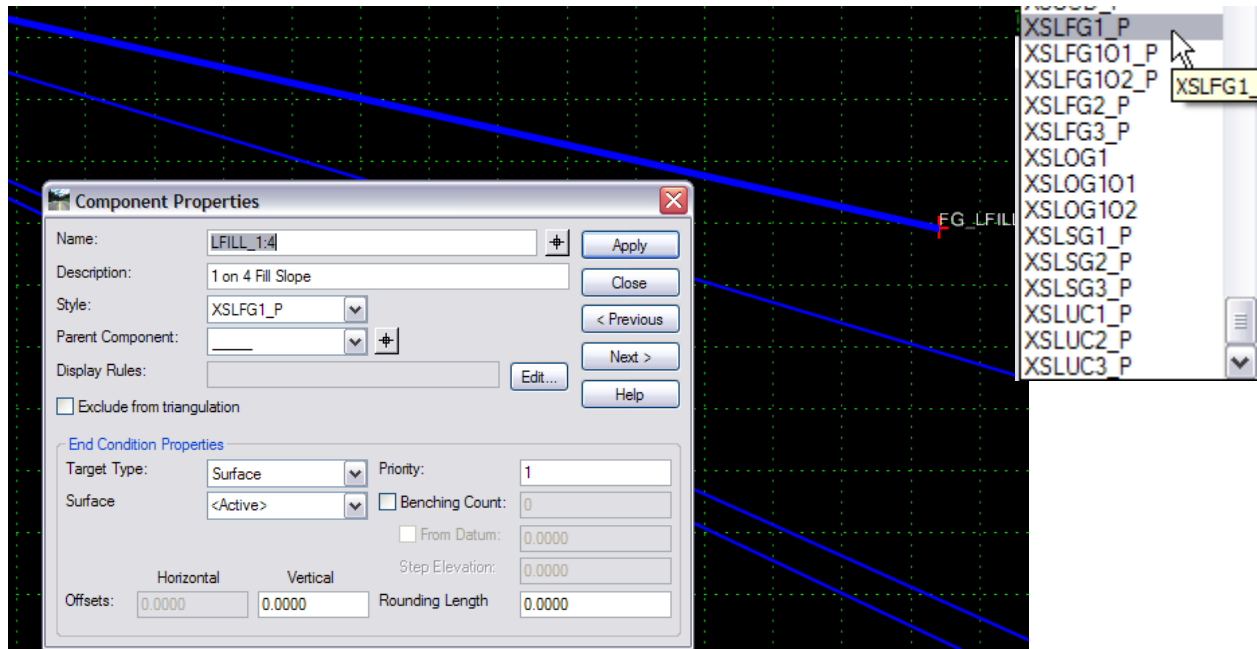 XSLFG1_P
XSLFG1O1_P
XSLFG1O2_P
XSLFG1_
XSLFG2_P
XSLFG3_P
XSLOG1
XSLOG1O1
XSLOG1O2
XSLSG1_P
XSLSG2_P
XSLSG3_P
XSLUC1_P
XSLUC2_P
XSLUC3_P
FG_LFILL
Component Properties
Name: LFILL_1:4 Apply
Description: 1 on 4 Fill Slope Close
Style: XSLFG1_P < Previous
Parent Component: _____ Next >
Display Rules: Edit... Help
Exclude from triangulation
End Condition Properties
Target Type: Surface Priority: 1
Surface <Active> Benching Count: 0
From Datum: 0.0000
Step Elevation: 0.0000
Horizontal Vertical
Offsets: 0.0000 0.0000 Rounding Length 0.0000